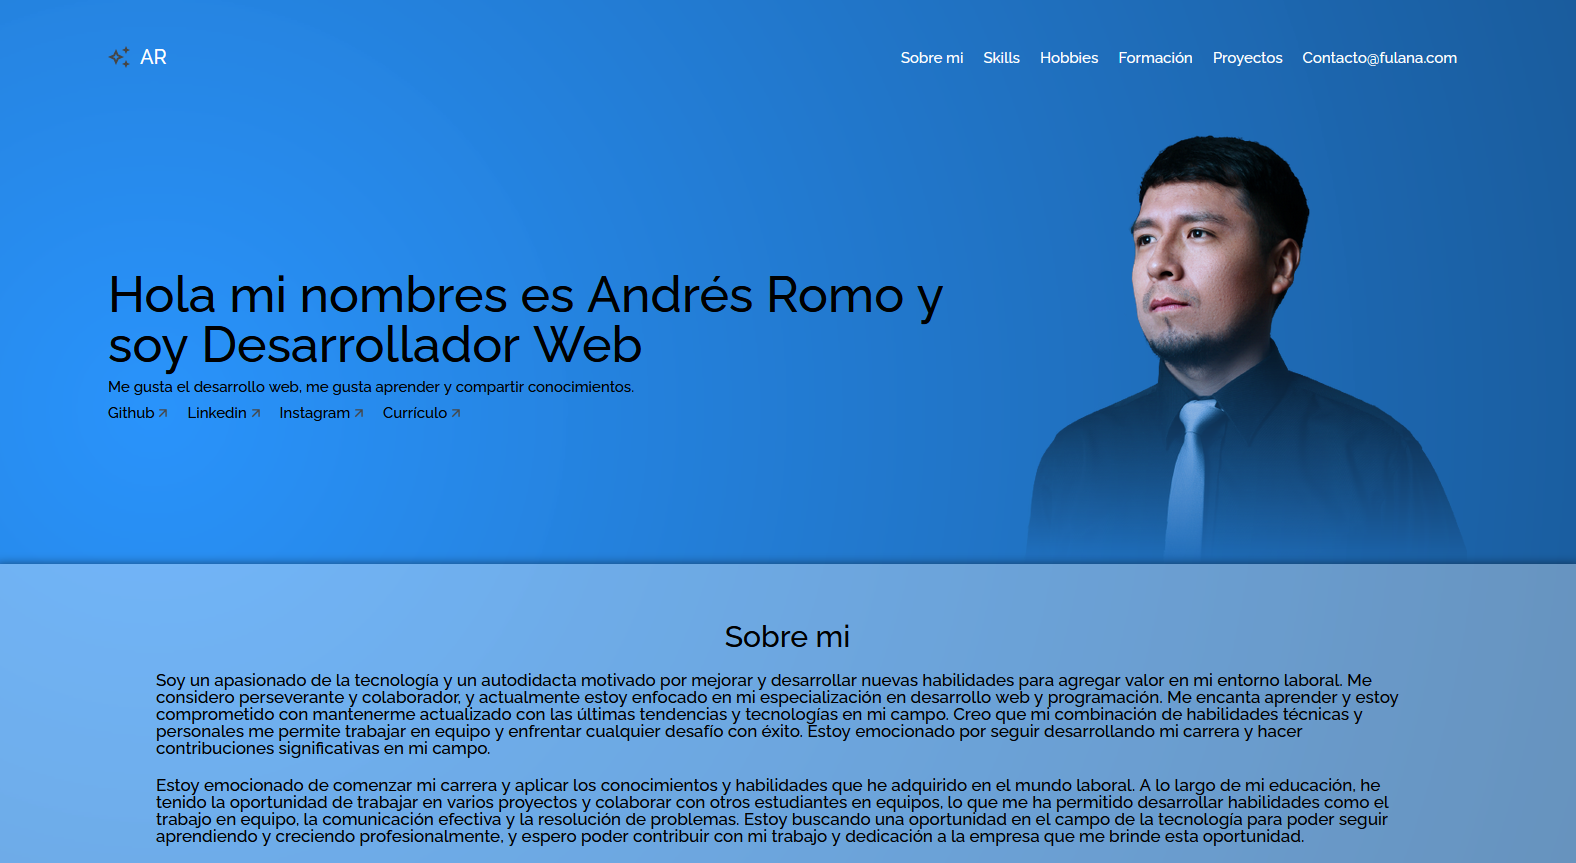 AR
Sobre mi Skills Hobbies Formación Proyectos Contacto@fulana.com
Hola mi nombres es Andrés Romo y
soy Desarrollador Web
Me gusta el desarrollo web, me gusta aprender y compartir conocimientos.
Github Linkedin Instagram Currículo
Sobre mi
Soy un apasionado de la tecnología y un autodidacta motivado por mejorar y desarrollar nuevas habilidades para agregar valor en mi entorno laboral. Me
considero perseverante y colaborador, y actualmente estoy enfocado en mi especialización en desarrollo web y programación. Me encanta aprender y estoy
comprometido con mantenerme actualizado con las últimas tendencias y tecnologías en mi campo. Creo que mi combinación de habilidades técnicas y
personales me permite trabajar en equipo y enfrentar cualquier desafío con éxito. Estoy emocionado por seguir desarrollando mi carrera y hacer
contribuciones significativas en mi campo.
Estoy emocionado de comenzar mi carrera y aplicar los conocimientos y habilidades que he adquirido en el mundo laboral. A lo largo de mi educación, he
tenido la oportunidad de trabajar en varios proyectos y colaborar con otros estudiantes en equipos, lo que me ha permitido desarrollar habilidades como el
trabajo en equipo, la comunicación efectiva y la resolución de problemas. Estoy buscando una oportunidad en el campo de la tecnología para poder seguir
aprendiendo y creciendo profesionalmente, y espero poder contribuir con mi trabajo y dedicación a la empresa que me brinde esta oportunidad.